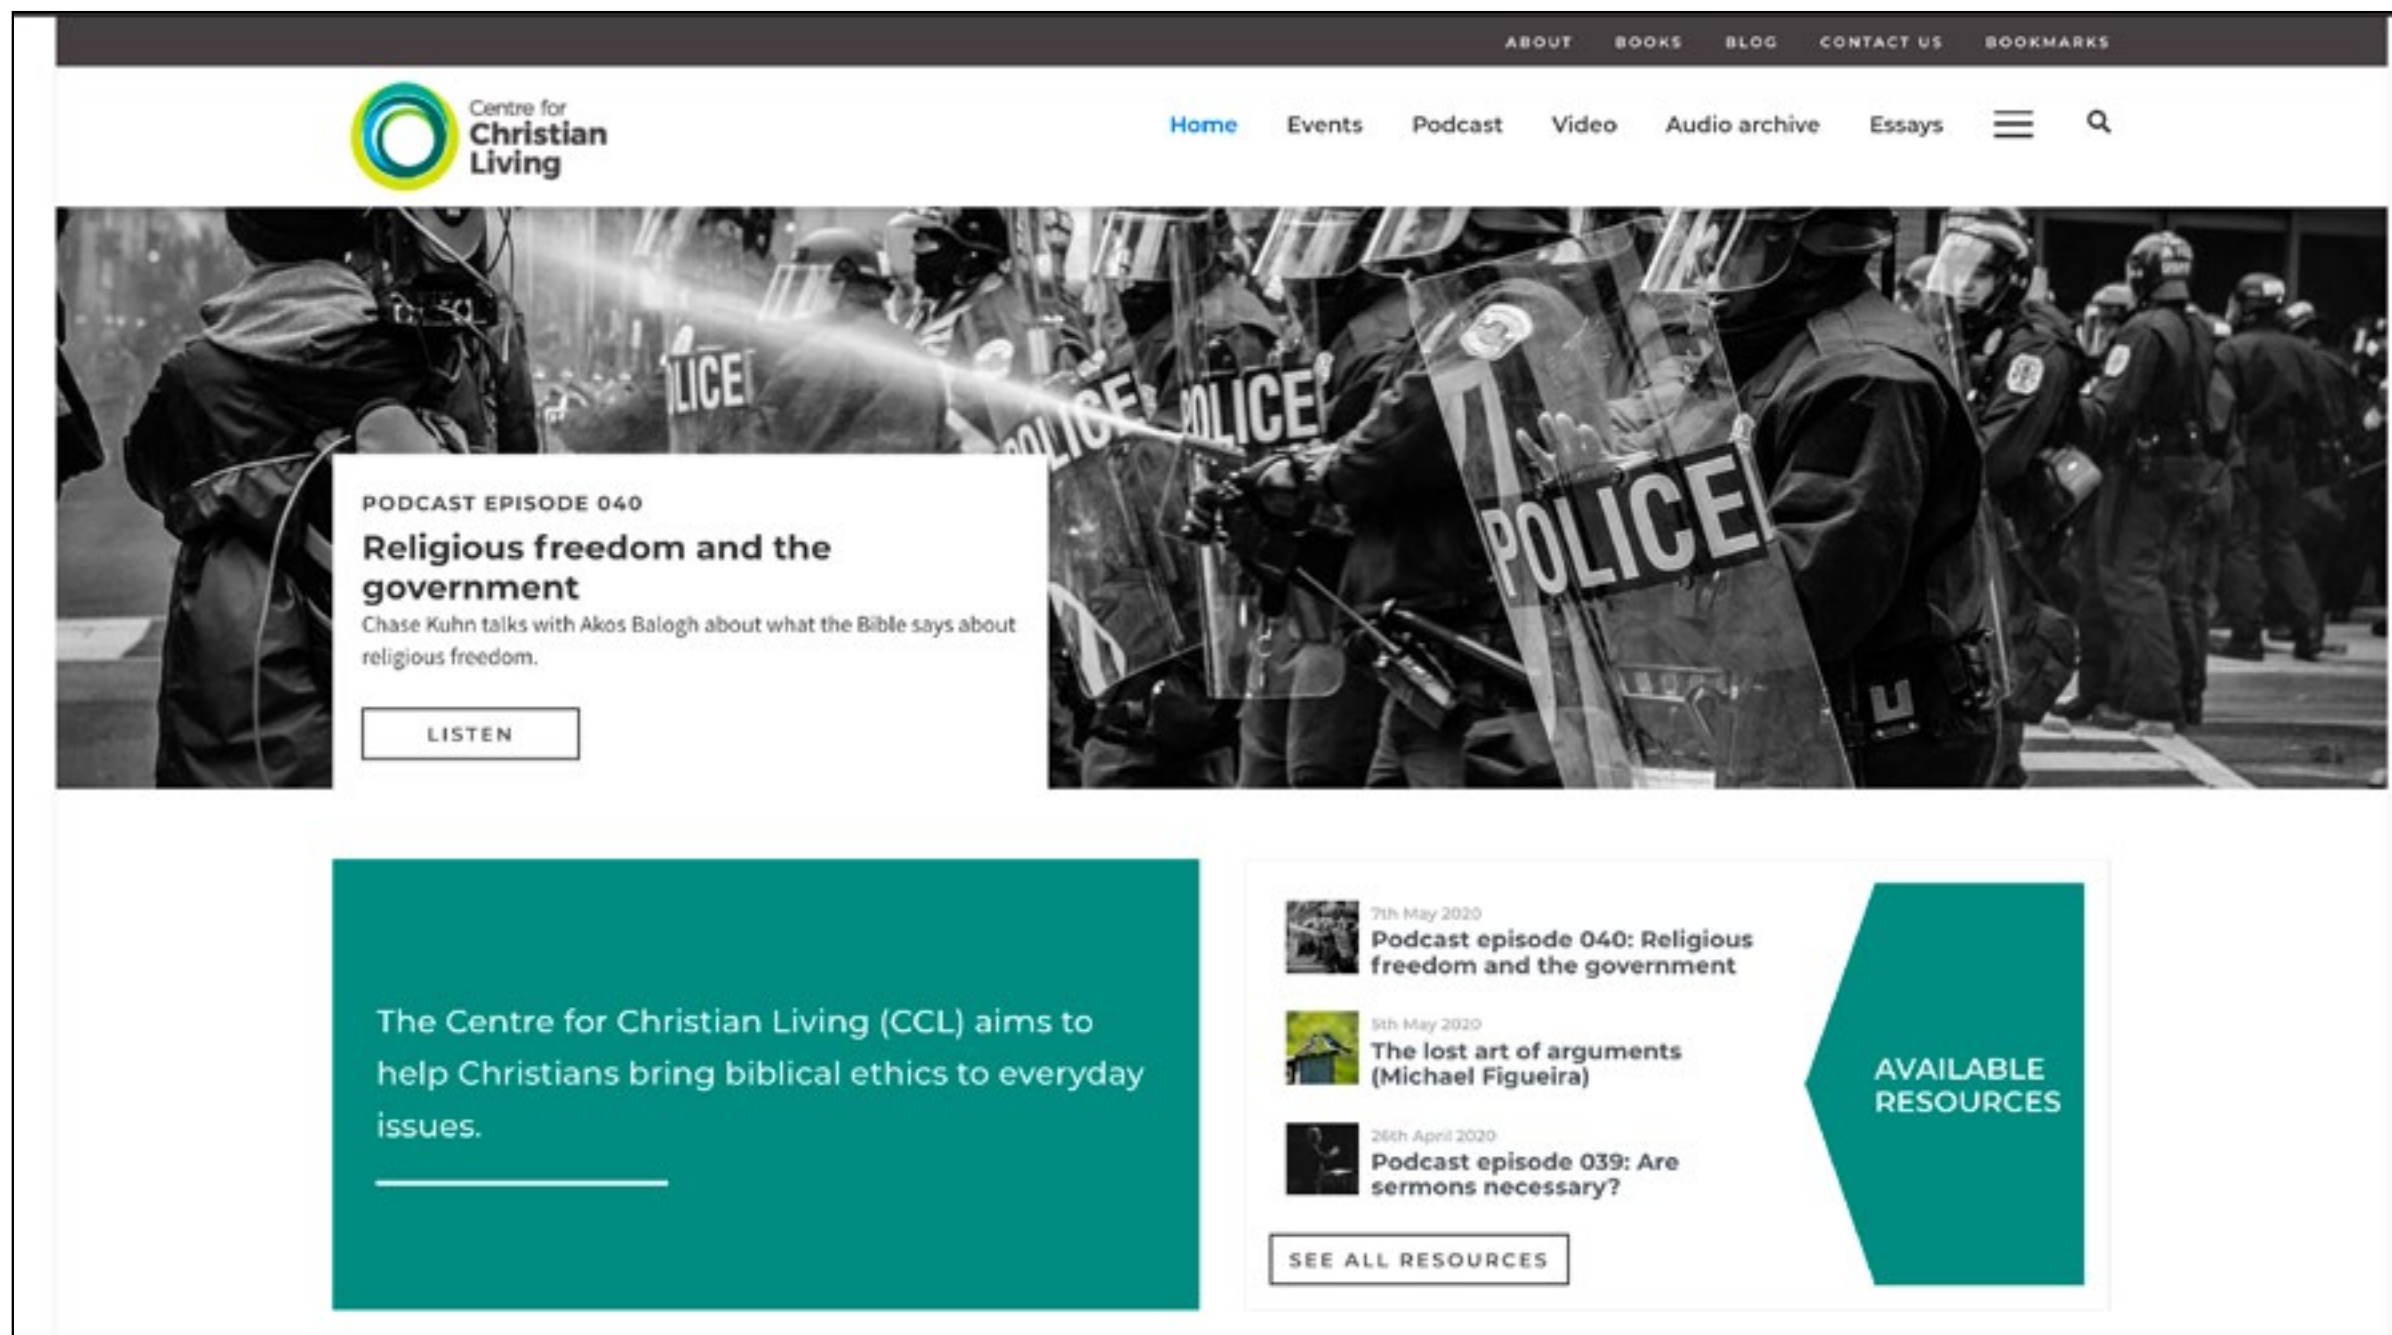 ABOUT BOOKS BLOG CONTACT US BOOKMARKS
Centre for
Christian
Living
Home Events Podcast Video Audio archive Essays
LICE
POLICE
POLICE
POLICE
PODCAST EPISODE 040
Religious freedom and the
government
Chase Kuhn talks with Akos Balogh about what the Bible says about
religious freedom.
LISTEN
The Centre for Christian Living (CCL) aims to
help Christians bring biblical ethics to everyday
issues.
7th May 2020
Podcast episode 040: Religious
freedom and the government
5th May 2020
The lost art of arguments
(Michael Figueira)
26th April 2020
Podcast episode 039: Are
sermons necessary?
SEE ALL RESOURCES
AVAILABLE
RESOURCES